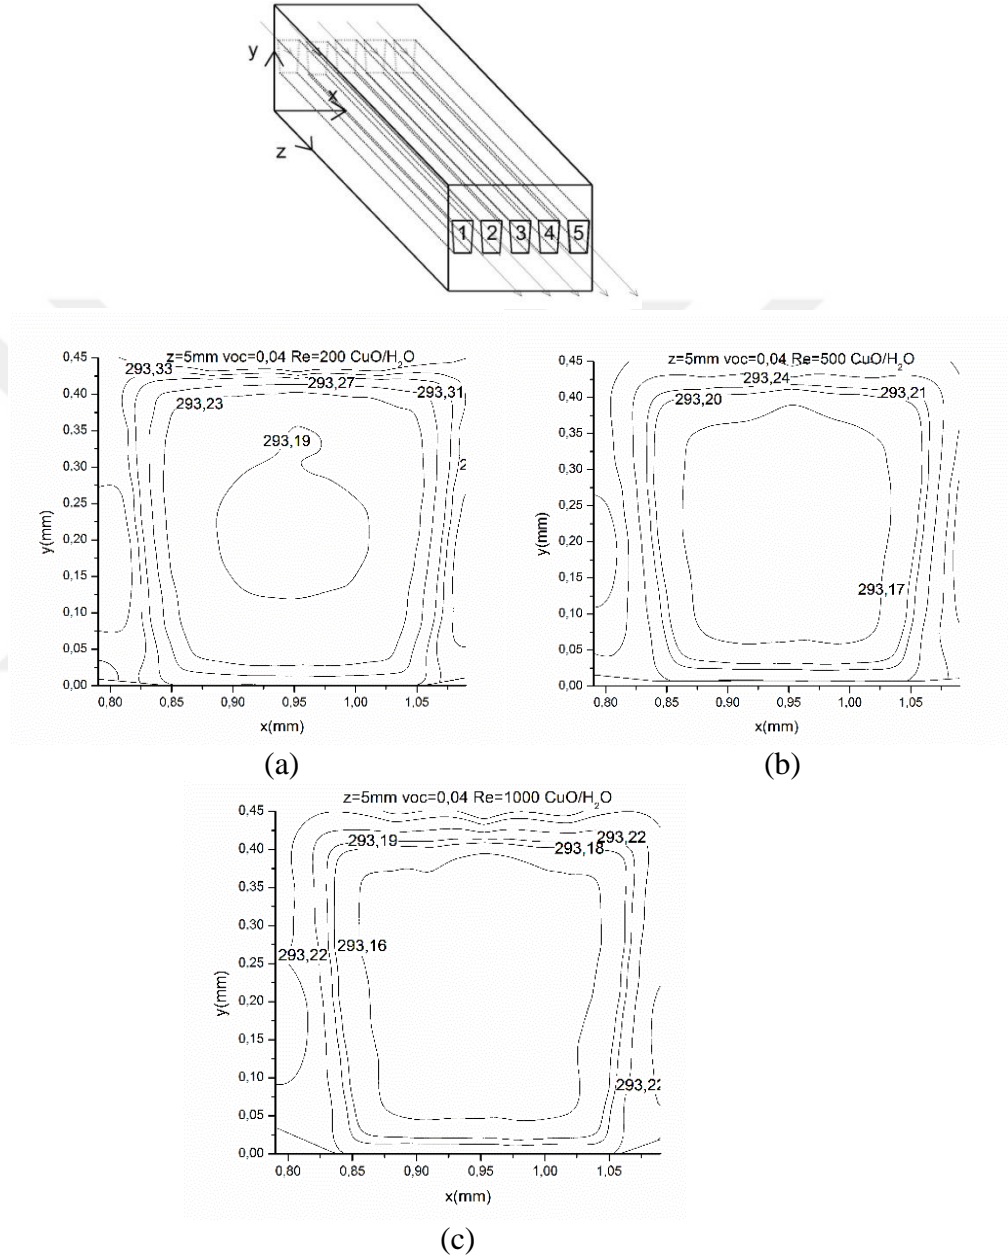 y
x
z
1 2 3 4 5
z=5mm voc=0,04 Re=200 CuO/H₂O
0,45
0,40
0,35
0,30
0,25
0,20
0,15
0,10
0,05
0,00
y(mm)
293,33
293,27
293,31
293,23
293,19
2
0,80 0,85 0,90 0,95 1,00 1,05
x(mm)
(a)
z=5mm voc=0,04 Re=500 CuO/H₂O
0,45
0,40
0,35
0,30
0,25
0,20
0,15
0,10
0,05
0,00
y(mm)
293,24
293,21
293,20
293,17
0,80 0,85 0,90 0,95 1,00 1,05
x(mm)
(b)
z=5mm voc=0,04 Re=1000 CuO/H₂O
0,45
0,40
0,35
0,30
0,25
0,20
0,15
0,10
0,05
0,00
y(mm)
293,19
293,22
293,18
293,16
293,22
293,22
0,80 0,85 0,90 0,95 1,00 1,05
x(mm)
(c)